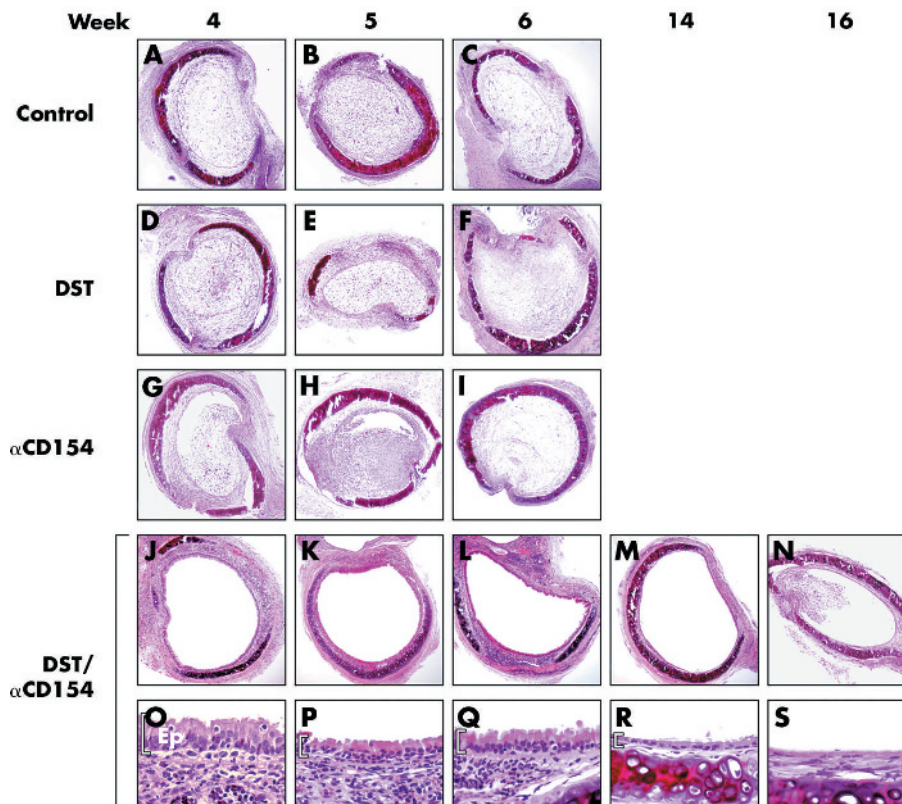 Week 4 5 6 14 16
A B C
Control
D E F
DST
G H I
αCD154
J K L M N
DST/
αCD154
O P Q R S
Ep